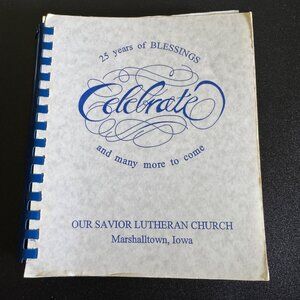 25 years of BLESSINGS
Celebrate
and many more to come
OUR SAVIOR LUTHERAN CHURCH
Marshalltown, Iowa